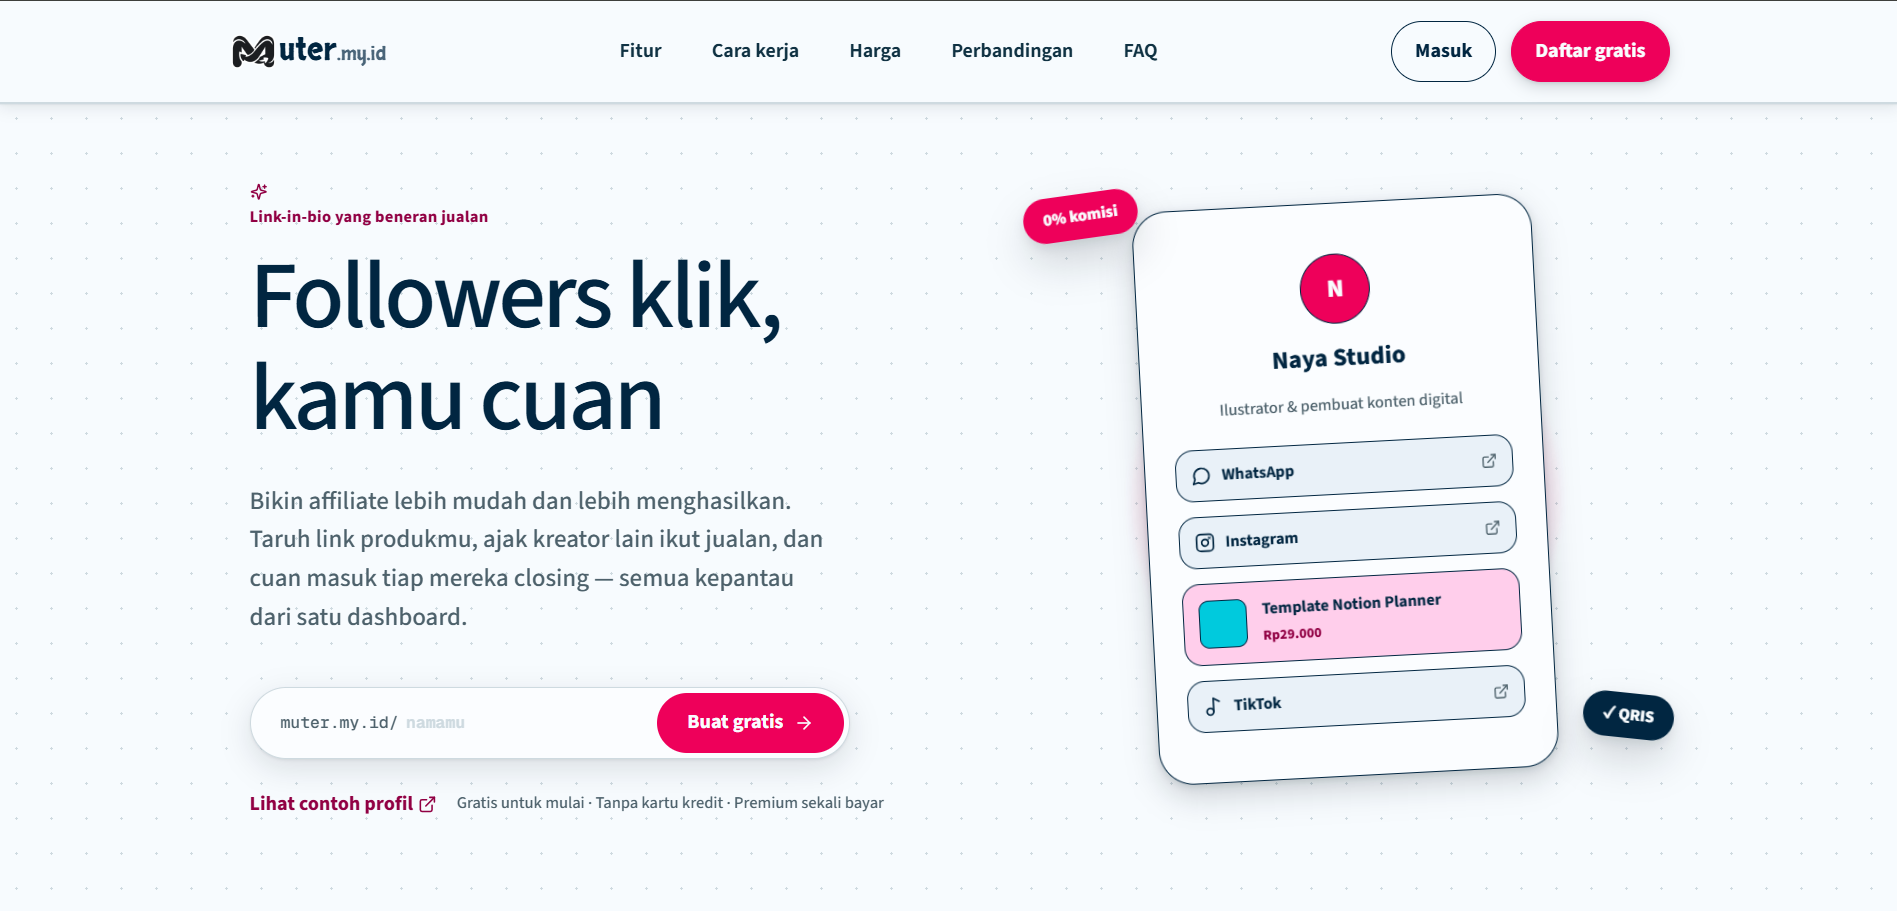 Muter.my.id
Fitur
Cara kerja
Harga
Perbandingan
FAQ
Masuk
Daftar gratis
Link-in-bio yang beneran jualan
Followers klik,
kamu cuan
Bikin affiliate lebih mudah dan lebih menghasilkan.
Taruh link produkmu, ajak kreator lain ikut jualan, dan
cuan masuk tiap mereka closing — semua kepantau
dari satu dashboard.
muter.my.id/ namamu
Buat gratis →
Lihat contoh profil
Gratis untuk mulai · Tanpa kartu kredit · Premium sekali bayar
0% komisi
N
Naya Studio
Ilustrator & pembuat konten digital
WhatsApp
Instagram
Template Notion Planner
Rp29.000
TikTok
✓ QRIS